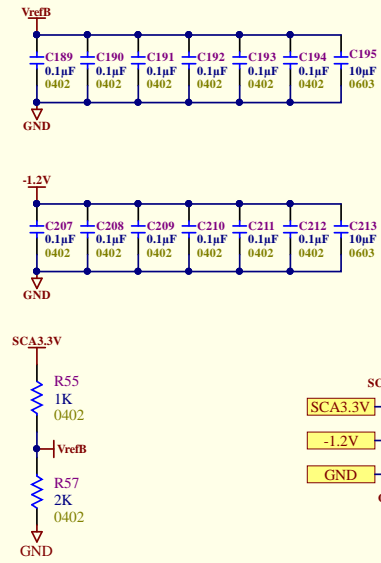 VrefB
C189 C190 C191 C192 C193 C194 C195
0.1µF 0.1µF 0.1µF 0.1µF 0.1µF 0.1µF 10µF
0402 0402 0402 0402 0402 0402 0603
GND
-1.2V
C207 C208 C209 C210 C211 C212 C213
0.1µF 0.1µF 0.1µF 0.1µF 0.1µF 0.1µF 10µF
0402 0402 0402 0402 0402 0402 0603
GND
SCA3.3V
R55
1K
0402
VrefB
R57
2K
0402
GND
SCA3.3V
-1.2V
GND